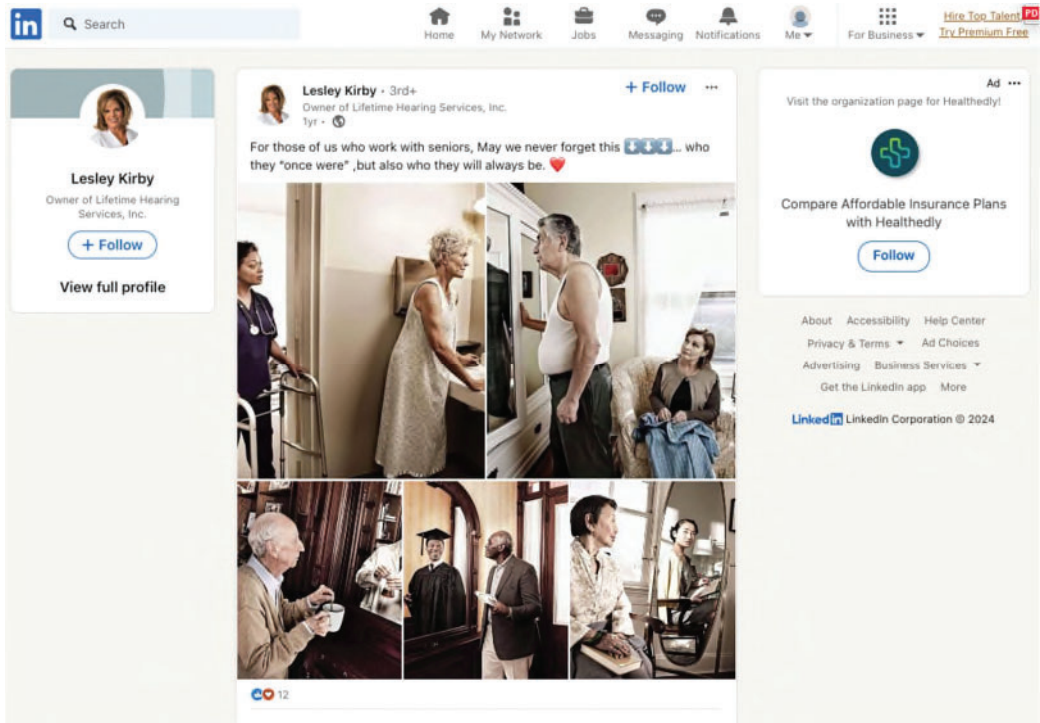 in
Search
Home
My Network
Jobs
Messaging
Notifications
Me
For Business
Hire Top Talent
Try Premium Free
PD
Lesley Kirby
Owner of Lifetime Hearing
Services, Inc.
+ Follow
View full profile
Lesley Kirby · 3rd+
Owner of Lifetime Hearing Services, Inc.
1yr ·
+ Follow
For those of us who work with seniors, May we never forget this ⬇️⬇️⬇️... who
they “once were” ,but also who they will always be. ❤️
12
Ad
Visit the organization page for Healthedly!
Compare Affordable Insurance Plans
with Healthedly
Follow
About Accessibility Help Center
Privacy & Terms Ad Choices
Advertising Business Services
Get the LinkedIn app More
Linkedin LinkedIn Corporation © 2024